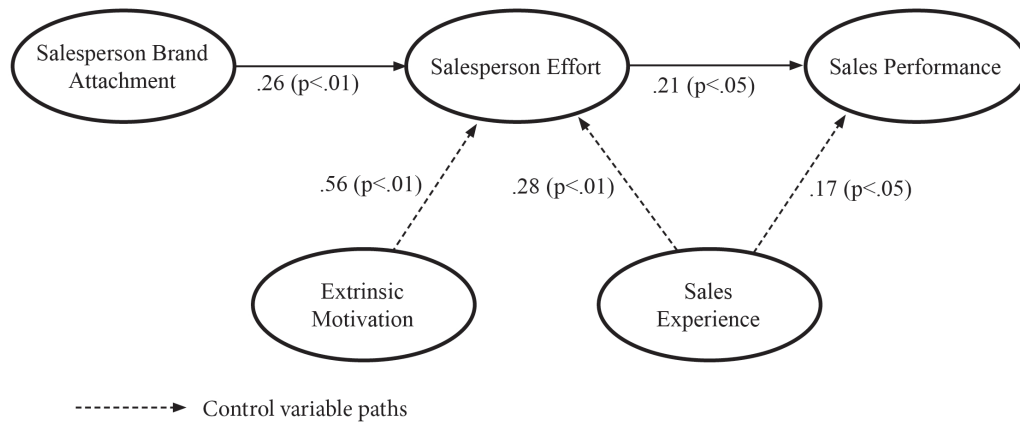 Salesperson Brand
Attachment
.26 (p<.01)
Salesperson Effort
.21 (p<.05)
Sales Performance
.56 (p<.01)
.28 (p<.01)
.17 (p<.05)
Extrinsic
Motivation
Sales
Experience
Control variable paths